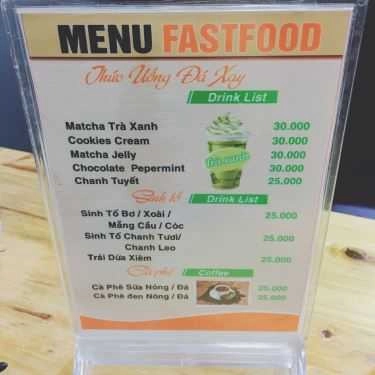 MENU FASTFOOD
Thức Uống Đá Xay
Drink List
Matcha Trà Xanh 30.000
Cookies Cream 30.000
Matcha Jelly 30.000
Chocolate Pepermint 30.000
Chanh Tuyết 25.000
trà xanh
Sinh tố Drink List
Sinh Tố Bơ / Xoài / 25.000
Mãng Cầu / Cóc
Sinh Tố Chanh Tươi/ 25.000
Chanh Leo
Trái Dừa Xiêm 25.000
Cà phê Coffee
Cà Phê Sữa Nóng / Đá 25.000
Cà Phê đen Nóng / Đá 25.000